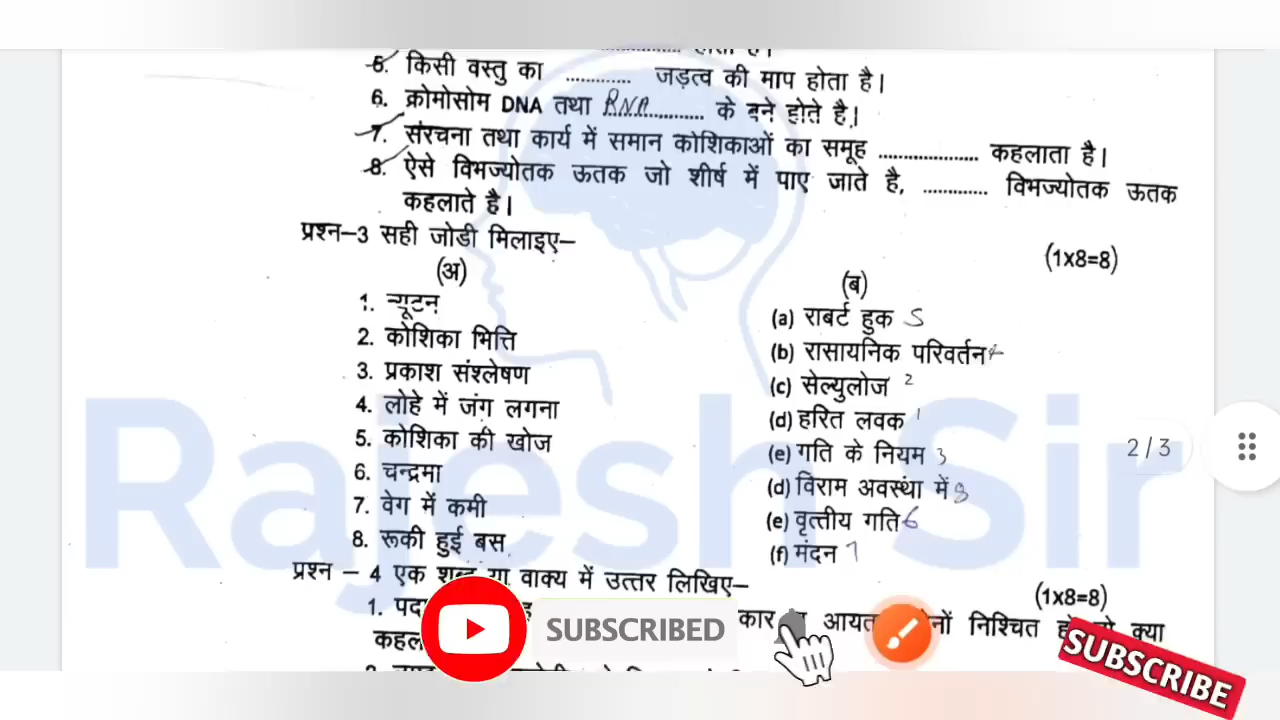 5. किसी वस्तु का ............ जड़त्व की माप होता है।
6. क्रोमोसोम DNA तथा RNA के बने होते है।
7. संरचना तथा कार्य में समान कोशिकाओं का समूह .................. कहलाता है।
8. ऐसे विभज्योतक ऊतक जो शीर्ष में पाए जाते है, ............ विभज्योतक ऊतक
कहलाते है।
प्रश्न-3 सही जोडी मिलाइए- (1x8=8)
(अ) (ब)
1. न्यूटन (a) राबर्ट हुक 5
2. कोशिका भित्ति (b) रासायनिक परिवर्तन 4
3. प्रकाश संश्लेषण (c) सेल्युलोज 2
4. लोहे में जंग लगना (d) हरित लवक 1
5. कोशिका की खोज (e) गति के नियम 3
6. चन्द्रमा (d) विराम अवस्था में 8
7. वेग में कमी (e) वृत्तीय गति 6
8. रूकी हुई बस (f) मंदन 7
प्रश्न - 4 एक शब्द या वाक्य में उत्तर लिखिए- (1x8=8)
1. निश्चित क्या
Rajesh Sir
2/3
SUBSCRIBED
SUBSCRIBE